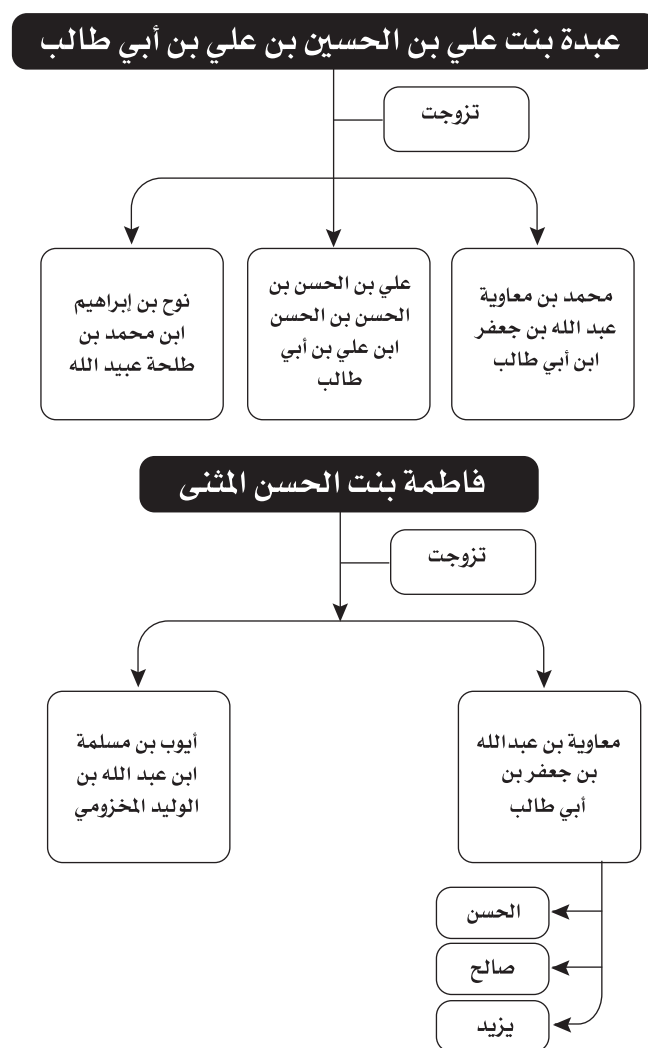 عبدة بنت علي بن الحسين بن علي بن أبي طالب
تزوجت
محمد بن معاوية
عبد الله بن جعفر
ابن أبي طالب
علي بن الحسن بن
الحسن بن الحسن
ابن علي بن أبي
طالب
نوح بن إبراهيم
ابن محمد بن
طلحة عبيد الله
فاطمة بنت الحسن المثنى
تزوجت
معاوية بن عبدالله
بن جعفر بن
أبي طالب
أيوب بن مسلمة
ابن عبد الله بن
الوليد المخزومي
الحسن
صالح
يزيد